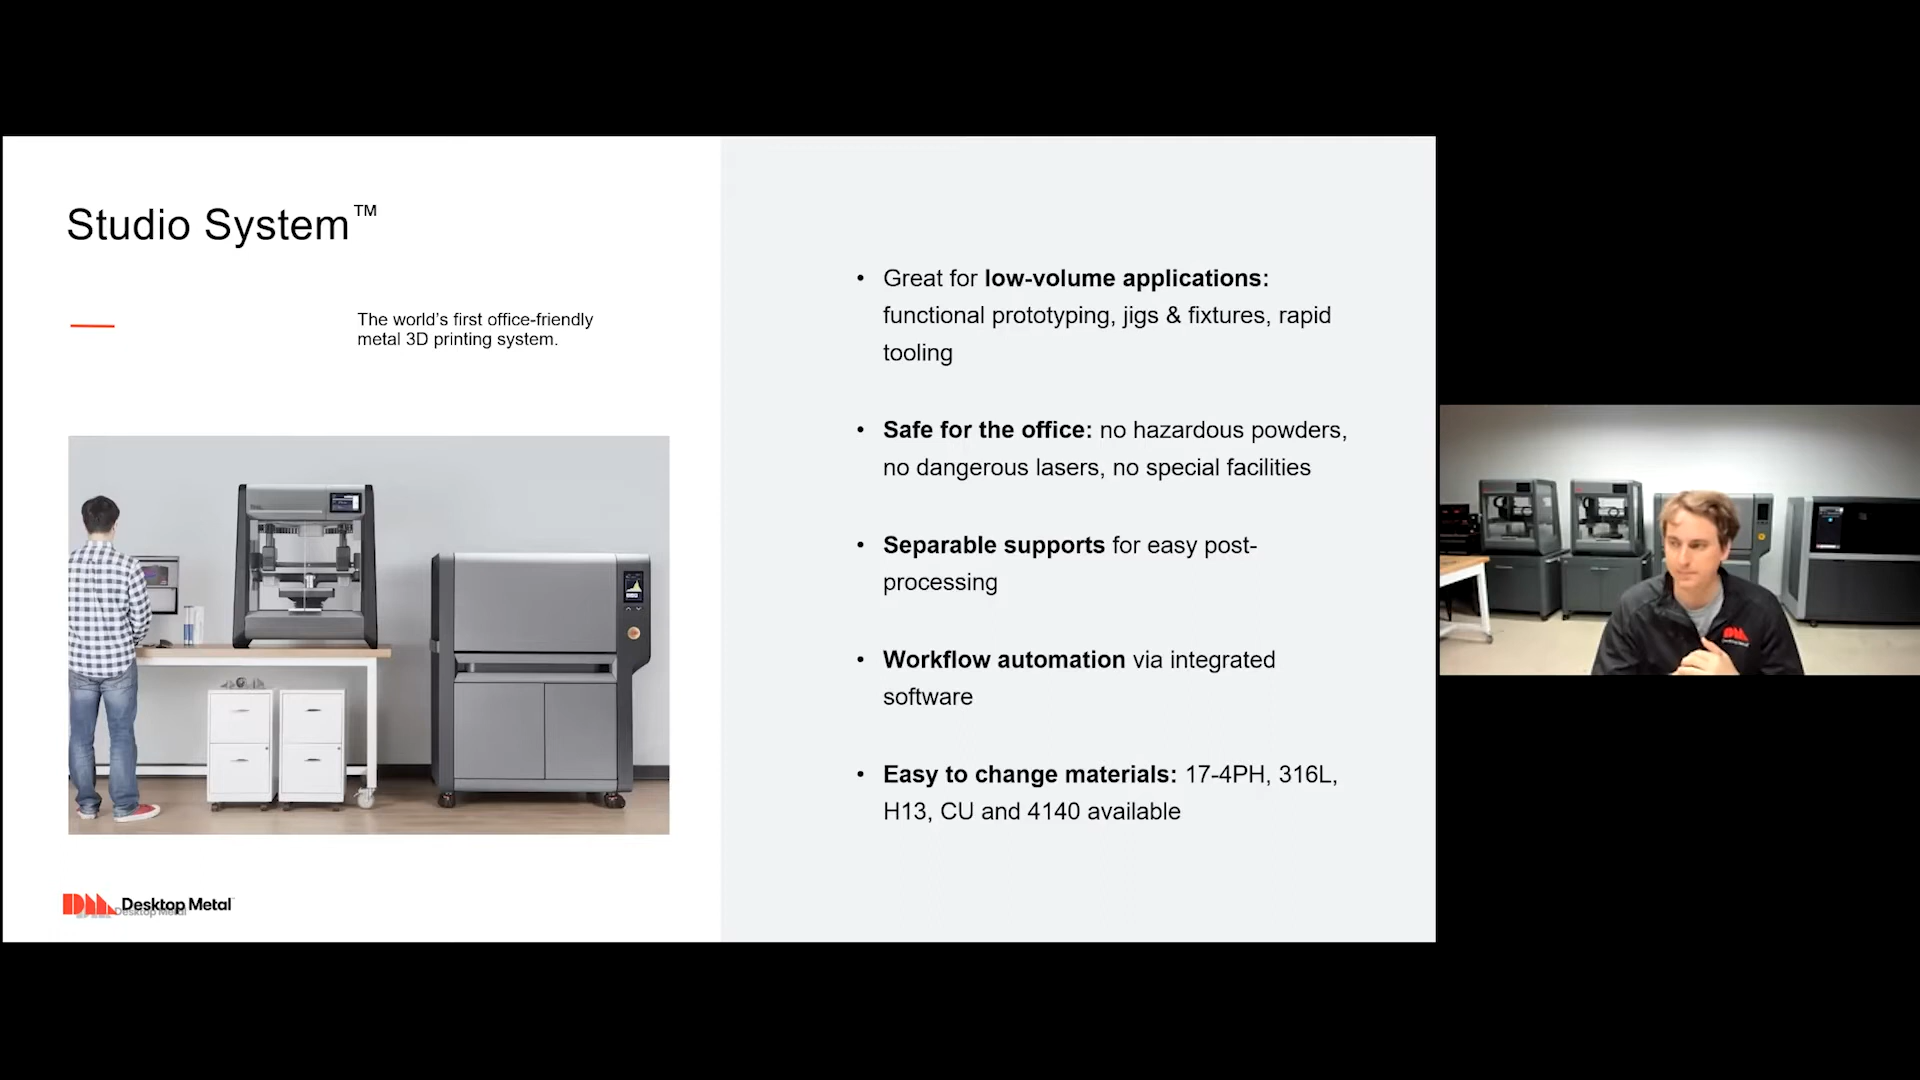 Studio System™
The world's first office-friendly
metal 3D printing system.
• Great for low-volume applications:
functional prototyping, jigs & fixtures, rapid
tooling
• Safe for the office: no hazardous powders,
no dangerous lasers, no special facilities
• Separable supports for easy post-
processing
• Workflow automation via integrated
software
• Easy to change materials: 17-4PH, 316L,
H13, CU and 4140 available
Desktop Metal
Desktop Metal